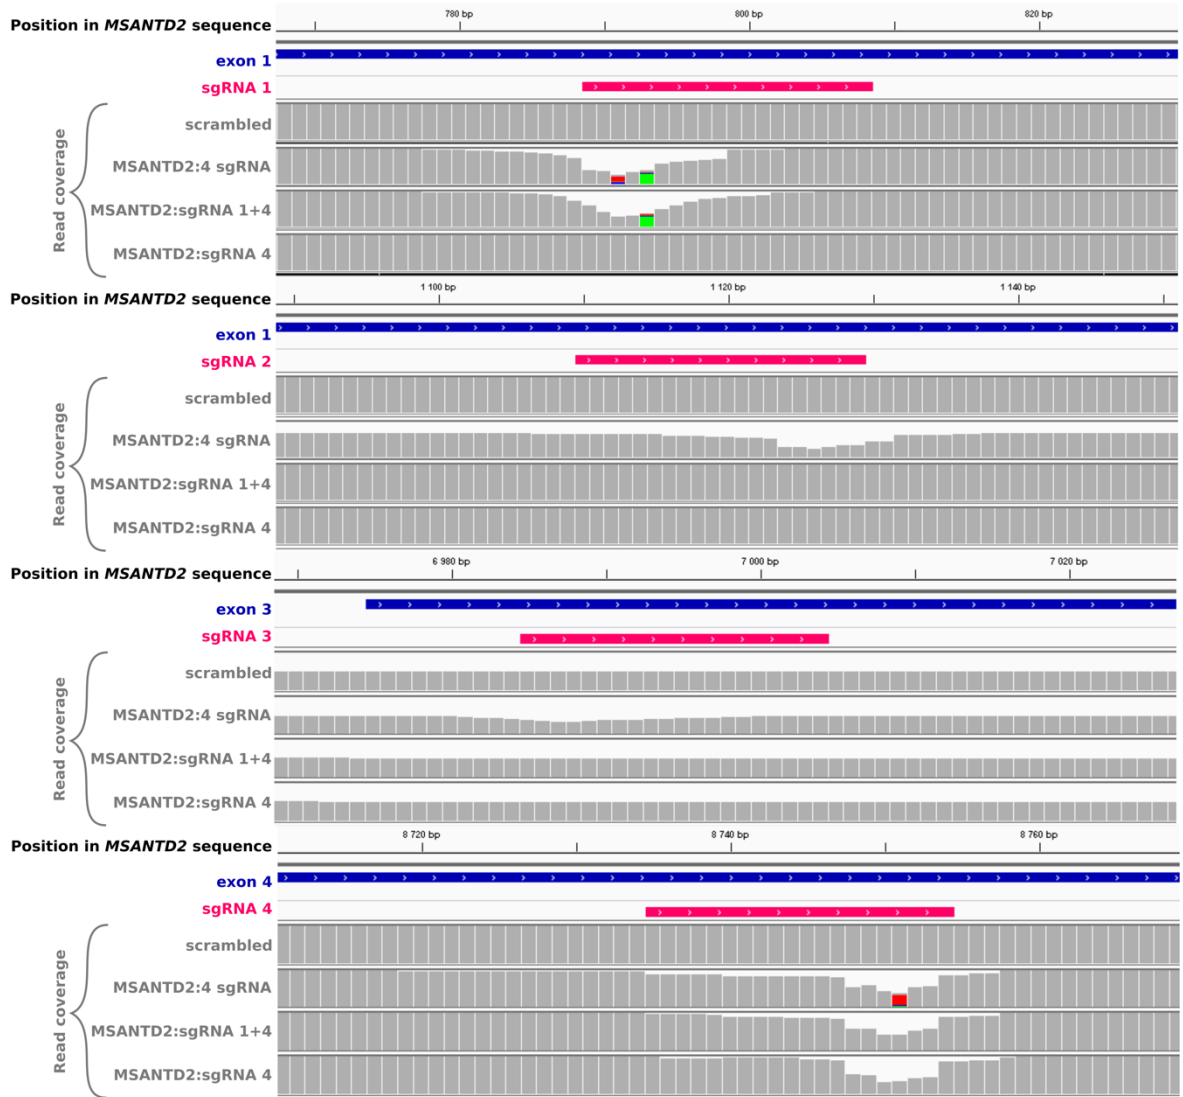 780 bp 800 bp 820 bp
Position in MSANTD2 sequence
exon 1
sgRNA 1
scrambled
MSANTD2:4 sgRNA
MSANTD2:sgRNA 1+4
MSANTD2:sgRNA 4
Read coverage
1 100 bp 1 120 bp 1 140 bp
Position in MSANTD2 sequence
exon 1
sgRNA 2
scrambled
MSANTD2:4 sgRNA
MSANTD2:sgRNA 1+4
MSANTD2:sgRNA 4
Read coverage
6 980 bp 7 000 bp 7 020 bp
Position in MSANTD2 sequence
exon 3
sgRNA 3
scrambled
MSANTD2:4 sgRNA
MSANTD2:sgRNA 1+4
MSANTD2:sgRNA 4
Read coverage
8 720 bp 8 740 bp 8 760 bp
Position in MSANTD2 sequence
exon 4
sgRNA 4
scrambled
MSANTD2:4 sgRNA
MSANTD2:sgRNA 1+4
MSANTD2:sgRNA 4
Read coverage